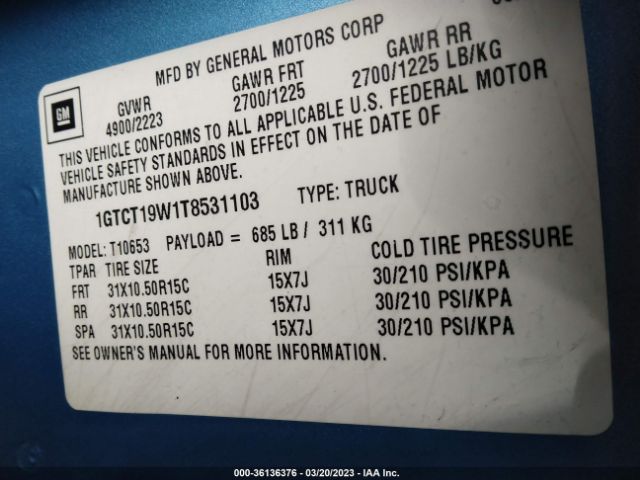 MFD BY GENERAL MOTORS CORP
GM
GVWR GAWR FRT GAWR RR
4900/2223 2700/1225 2700/1225 LB/KG
THIS VEHICLE CONFORMS TO ALL APPLICABLE U.S. FEDERAL MOTOR
VEHICLE SAFETY STANDARDS IN EFFECT ON THE DATE OF
MANUFACTURE SHOWN ABOVE.
1GTCT19W1T8531103 TYPE: TRUCK
MODEL: T10653 PAYLOAD = 685 LB / 311 KG
TPAR TIRE SIZE RIM COLD TIRE PRESSURE
FRT 31X10.50R15C 15X7J 30/210 PSI/KPA
RR 31X10.50R15C 15X7J 30/210 PSI/KPA
SPA 31X10.50R15C 15X7J 30/210 PSI/KPA
SEE OWNER'S MANUAL FOR MORE INFORMATION.
000-36136376 - 03/20/2023 - IAA Inc.